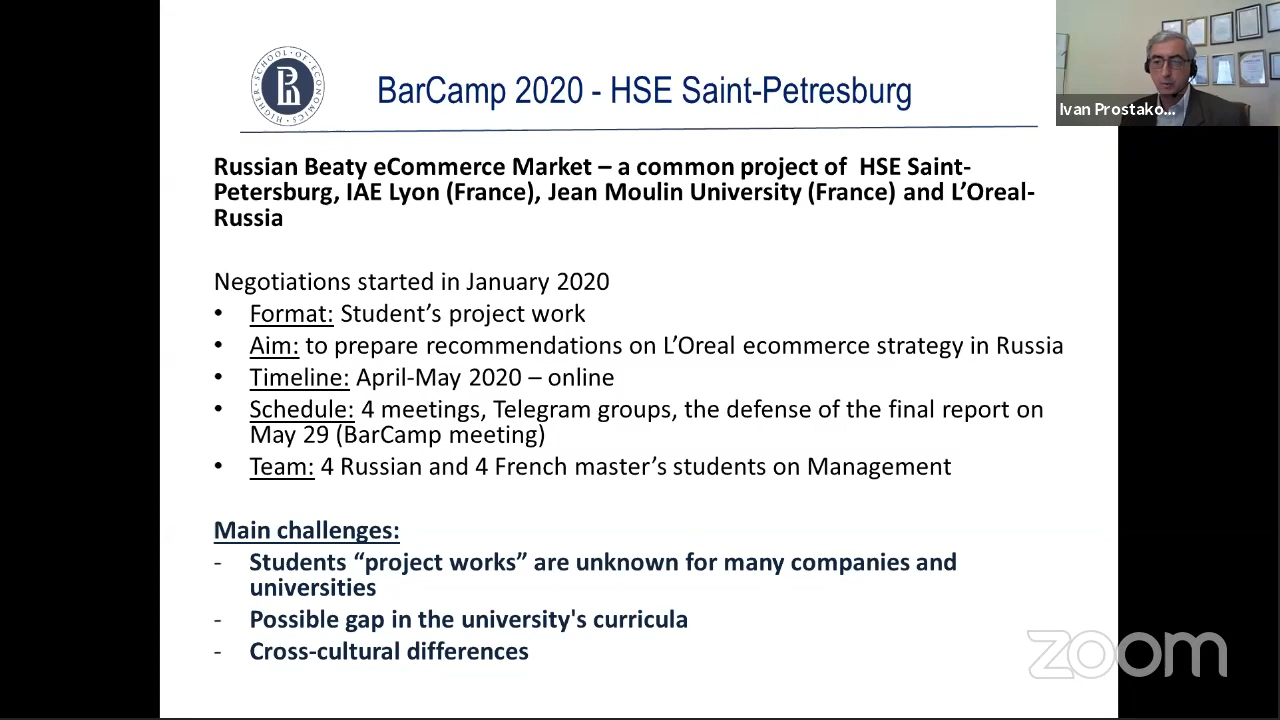 HIGHER · SCHOOL · OF · ECONOMICS
BarCamp 2020 - HSE Saint-Petresburg
Ivan Prostako...
Russian Beaty eCommerce Market – a common project of HSE Saint-
Petersburg, IAE Lyon (France), Jean Moulin University (France) and L’Oreal-
Russia
Negotiations started in January 2020
• Format: Student’s project work
• Aim: to prepare recommendations on L’Oreal ecommerce strategy in Russia
• Timeline: April-May 2020 – online
• Schedule: 4 meetings, Telegram groups, the defense of the final report on
May 29 (BarCamp meeting)
• Team: 4 Russian and 4 French master’s students on Management
Main challenges:
- Students “project works” are unknown for many companies and
universities
- Possible gap in the university's curricula
- Cross-cultural differences
zoom